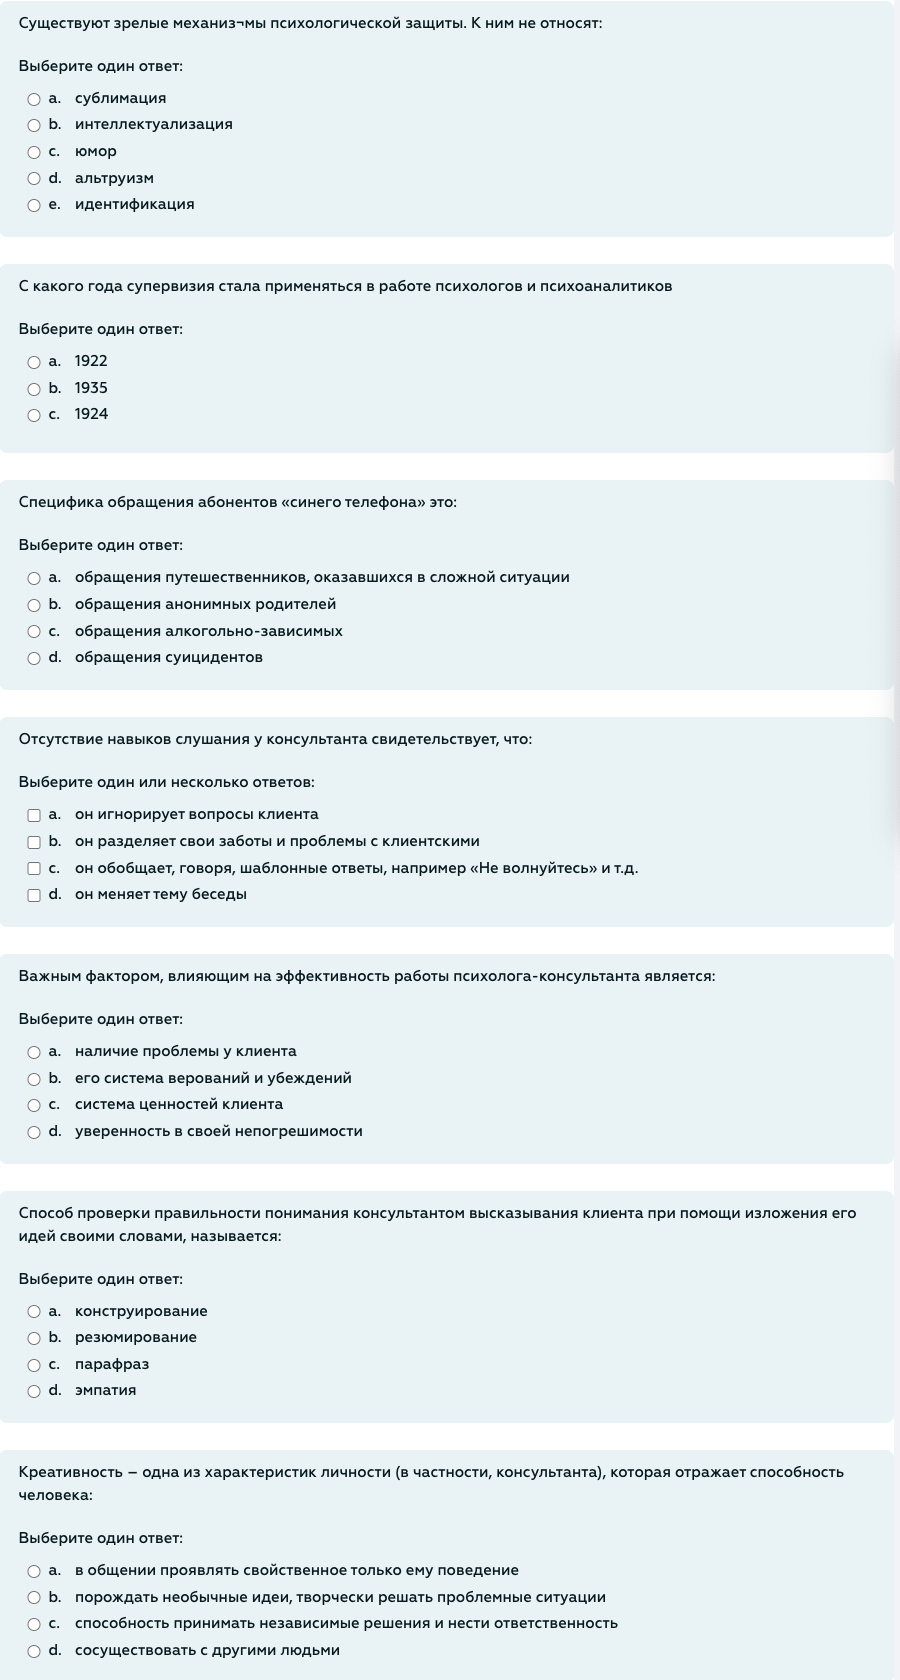 Существуют зрелые механиз¬мы психологической защиты. К ним не относят:
Выберите один ответ:
a. сублимация
b. интеллектуализация
c. юмор
d. альтруизм
e. идентификация
С какого года супервизия стала применяться в работе психологов и психоаналитиков
Выберите один ответ:
a. 1922
b. 1935
c. 1924
Специфика обращения абонентов «синего телефона» это:
Выберите один ответ:
a. обращения путешественников, оказавшихся в сложной ситуации
b. обращения анонимных родителей
c. обращения алкогольно-зависимых
d. обращения суицидентов
Отсутствие навыков слушания у консультанта свидетельствует, что:
Выберите один или несколько ответов:
a. он игнорирует вопросы клиента
b. он разделяет свои заботы и проблемы с клиентскими
c. он обобщает, говоря, шаблонные ответы, например «Не волнуйтесь» и т.д.
d. он меняет тему беседы
Важным фактором, влияющим на эффективность работы психолога-консультанта является:
Выберите один ответ:
a. наличие проблемы у клиента
b. его система верований и убеждений
c. система ценностей клиента
d. уверенность в своей непогрешимости
Способ проверки правильности понимания консультантом высказывания клиента при помощи изложения его
идей своими словами, называется:
Выберите один ответ:
a. конструирование
b. резюмирование
c. парафраз
d. эмпатия
Креативность – одна из характеристик личности (в частности, консультанта), которая отражает способность
человека:
Выберите один ответ:
a. в общении проявлять свойственное только ему поведение
b. порождать необычные идеи, творчески решать проблемные ситуации
c. способность принимать независимые решения и нести ответственность
d. сосуществовать с другими людьми